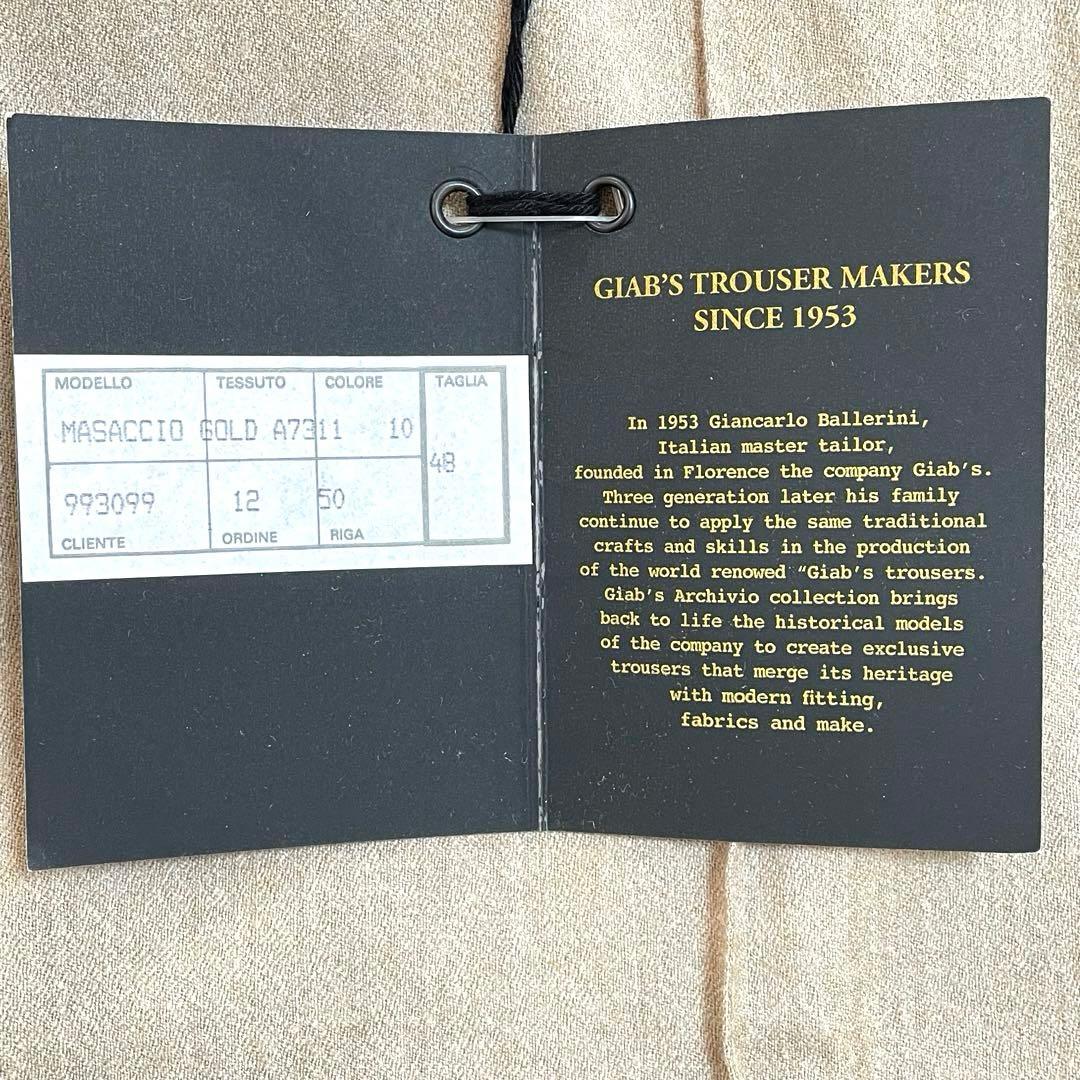 MODELLO TESSUTO COLORE TAGLIA
MASACCIO GOLD A7311 10
48
993099 12 50
CLIENTE ORDINE RIGA
GIAB'S TROUSER MAKERS
SINCE 1953
In 1953 Giancarlo Ballerini,
Italian master tailor,
founded in Florence the company Giab's.
Three generation later his family
continue to apply the same traditional
crafts and skills in the production
of the world renowed “Giab's trousers.
Giab's Archivio collection brings
back to life the historical models
of the company to create exclusive
trousers that merge its heritage
with modern fitting,
fabrics and make.